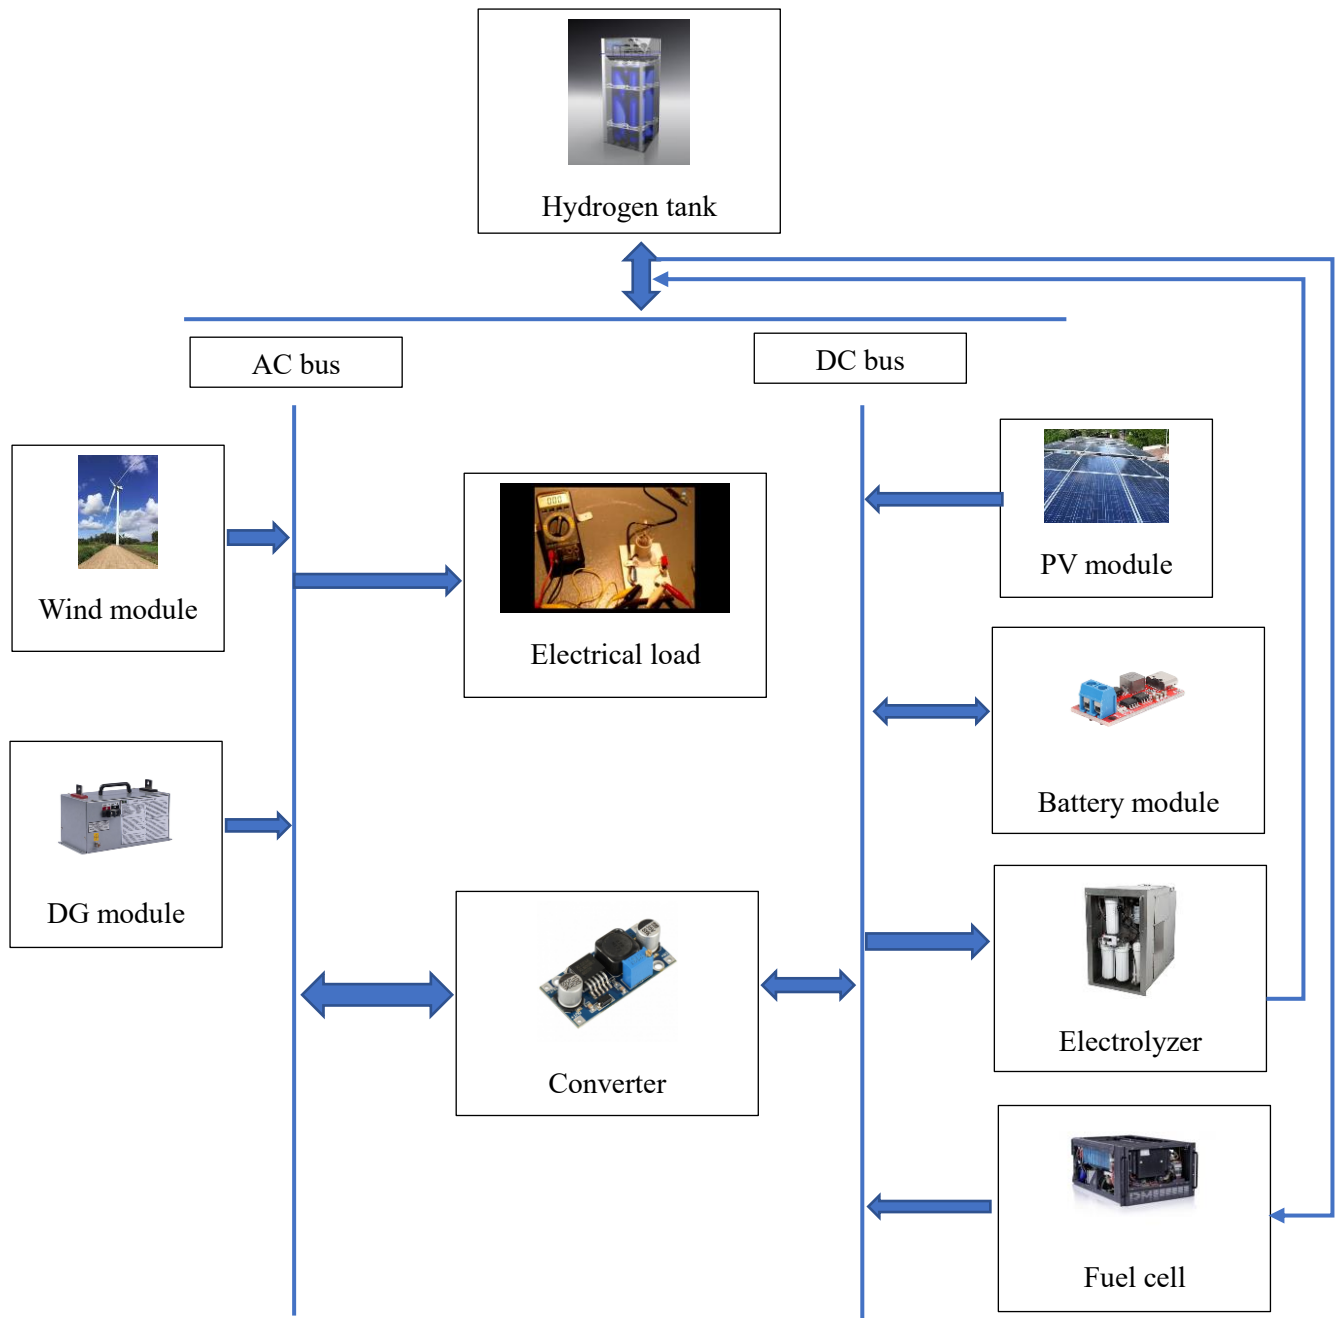 Hydrogen tank
AC bus
DC bus
Wind module
Electrical load
PV module
Battery module
DG module
Converter
Electrolyzer
Fuel cell